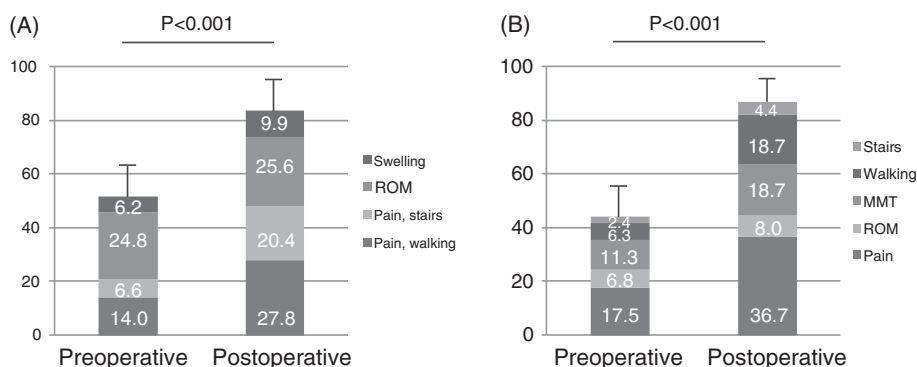 (A)
P<0.001
100
80
60
40
20
0
6.2
24.8
6.6
14.0
9.9
25.6
20.4
27.8
Preoperative Postoperative
Swelling
ROM
Pain, stairs
Pain, walking
(B)
P<0.001
100
80
60
40
20
0
2.4
6.3
11.3
6.8
17.5
4.4
18.7
18.7
8.0
36.7
Preoperative Postoperative
Stairs
Walking
MMT
ROM
Pain